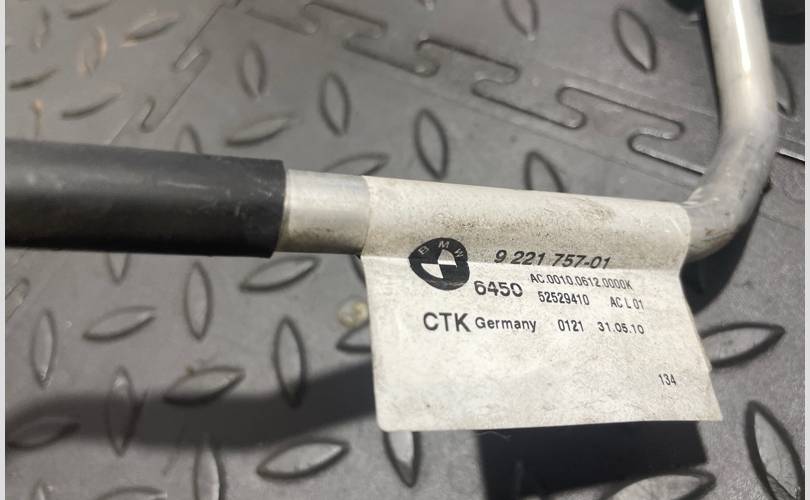 BMW
9 221 757-01
6450 AC.0010.0612.0000K
52529410 AC L 01
CTK Germany 0121 31.05.10
134